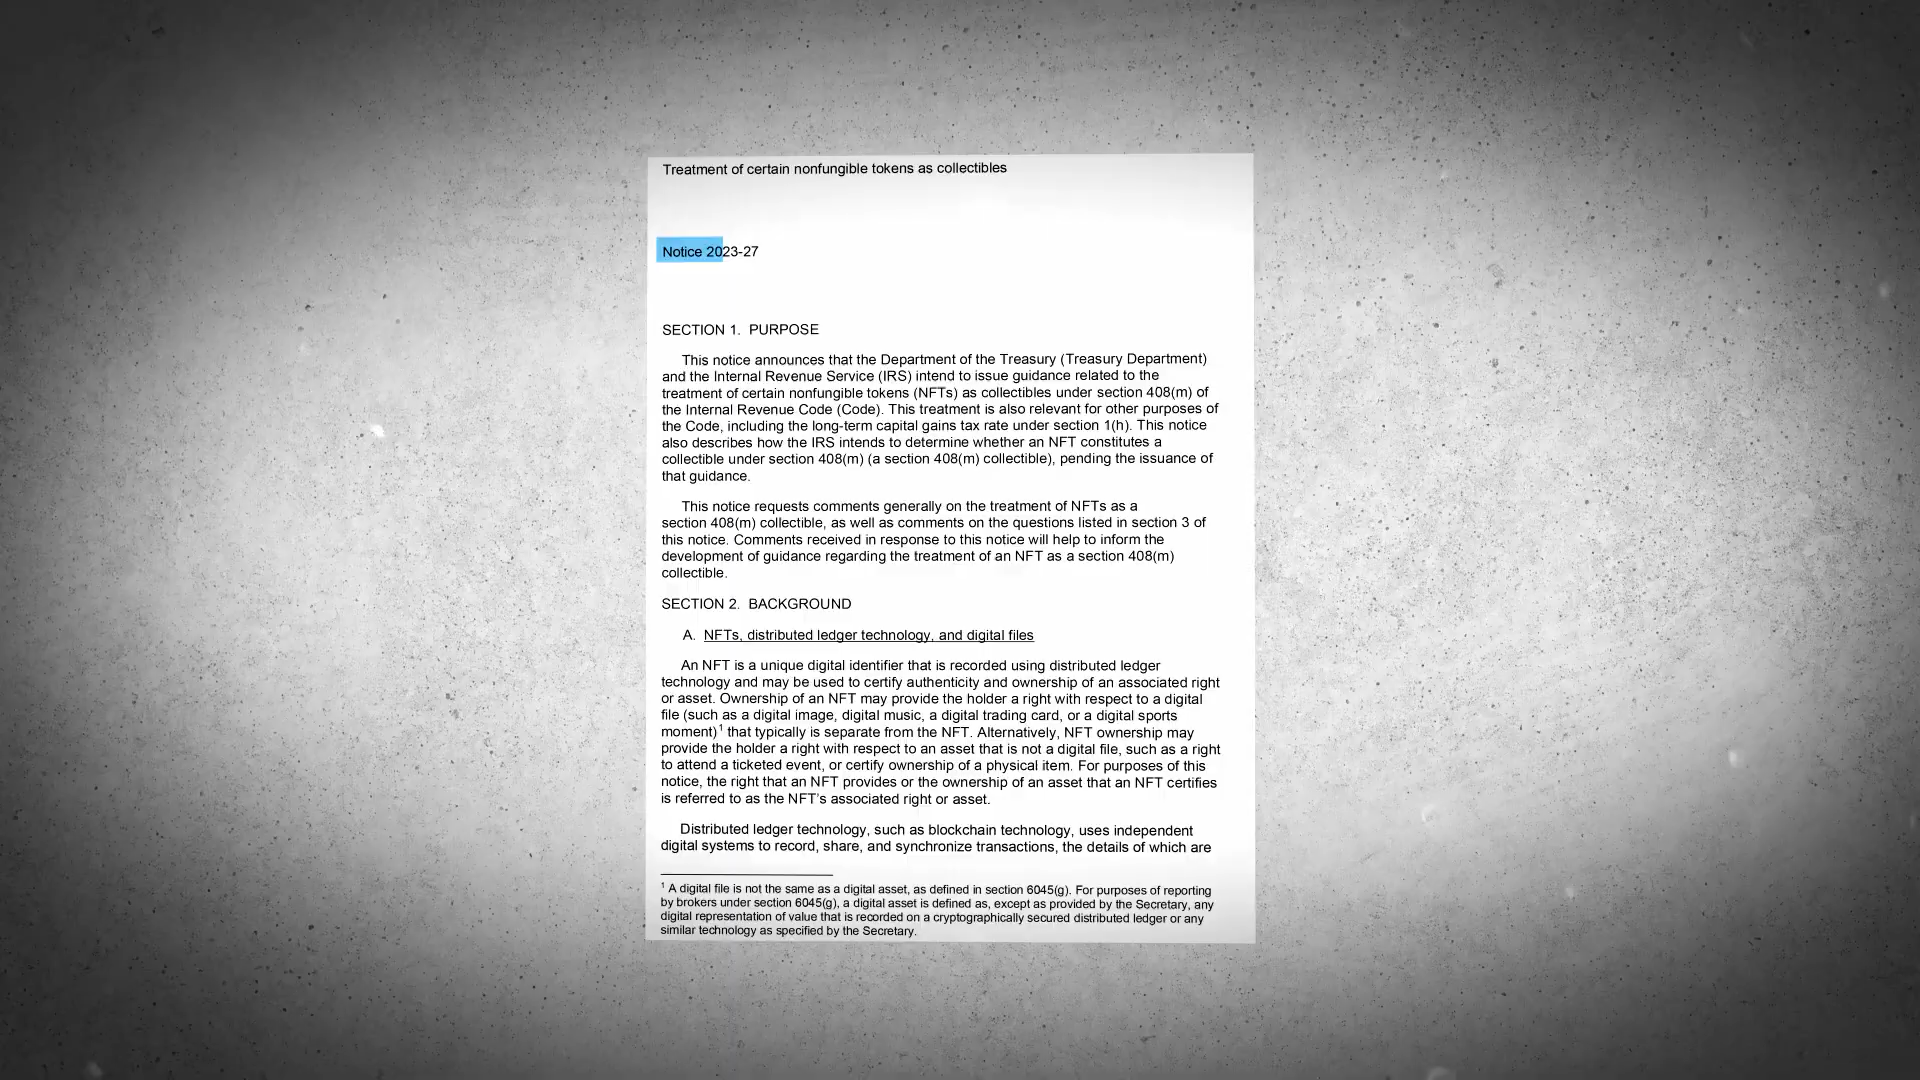 Treatment of certain nonfungible tokens as collectibles
Notice 2023-27
SECTION 1.  PURPOSE
This notice announces that the Department of the Treasury (Treasury Department)
and the Internal Revenue Service (IRS) intend to issue guidance related to the
treatment of certain nonfungible tokens (NFTs) as collectibles under section 408(m) of
the Internal Revenue Code (Code). This treatment is also relevant for other purposes of
the Code, including the long-term capital gains tax rate under section 1(h). This notice
also describes how the IRS intends to determine whether an NFT constitutes a
collectible under section 408(m) (a section 408(m) collectible), pending the issuance of
that guidance.
This notice requests comments generally on the treatment of NFTs as a
section 408(m) collectible, as well as comments on the questions listed in section 3 of
this notice. Comments received in response to this notice will help to inform the
development of guidance regarding the treatment of an NFT as a section 408(m)
collectible.
SECTION 2.  BACKGROUND
A.  NFTs, distributed ledger technology, and digital files
An NFT is a unique digital identifier that is recorded using distributed ledger
technology and may be used to certify authenticity and ownership of an associated right
or asset. Ownership of an NFT may provide the holder a right with respect to a digital
file (such as a digital image, digital music, a digital trading card, or a digital sports
moment)¹ that typically is separate from the NFT. Alternatively, NFT ownership may
provide the holder a right with respect to an asset that is not a digital file, such as a right
to attend a ticketed event, or certify ownership of a physical item. For purposes of this
notice, the right that an NFT provides or the ownership of an asset that an NFT certifies
is referred to as the NFT's associated right or asset.
Distributed ledger technology, such as blockchain technology, uses independent
digital systems to record, share, and synchronize transactions, the details of which are
¹ A digital file is not the same as a digital asset, as defined in section 6045(g). For purposes of reporting
by brokers under section 6045(g), a digital asset is defined as, except as provided by the Secretary, any
digital representation of value that is recorded on a cryptographically secured distributed ledger or any
similar technology as specified by the Secretary.